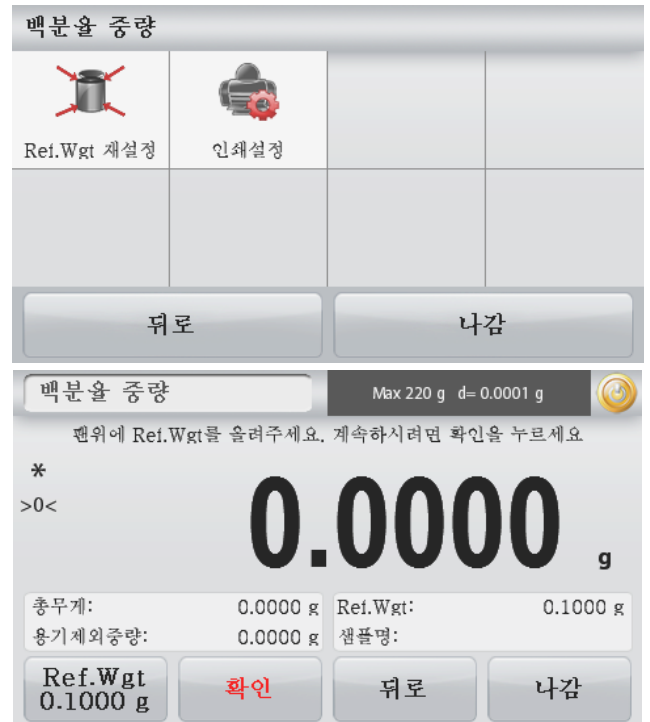 백분율 중량
Ref.Wgt 재설정
인쇄설정
뒤로
나감
백분율 중량
Max 220 g d= 0.0001 g
팬위에 Ref.Wgt를 올려주세요. 계속하시려면 확인을 누르세요
*
>0<
0.0000 g
총무게: 0.0000 g
Ref.Wgt: 0.1000 g
용기제외중량: 0.0000 g
샘플명:
Ref.Wgt
0.1000 g
확인
뒤로
나감